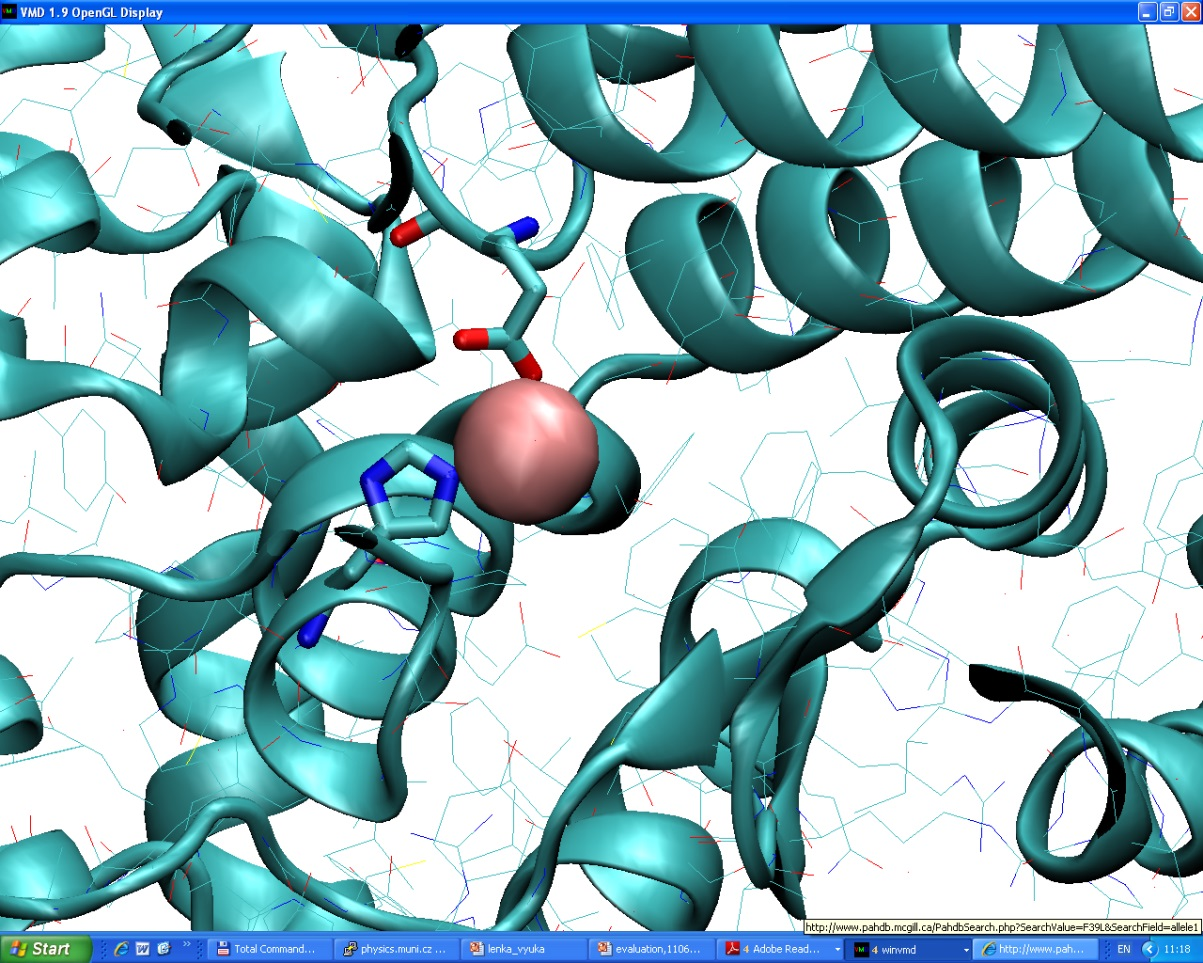 VMD 1.9 OpenGL Display
http://www.pahdb.mcgill.ca/PahdbSearch.php?SearchValue=F39L&SearchField=allele1
Start
Total Command...
physics.muni.cz ...
lenka_vyuka
evaluation,1106...
4 Adobe Read...
4 winvmd
http://www.pah...
EN
11:18